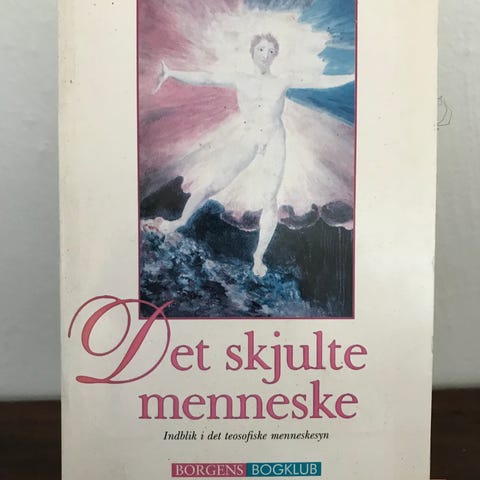 Det skjulte
menneske
Indblik i det teosofiske menneskesyn
BORGENS BOGKLUB